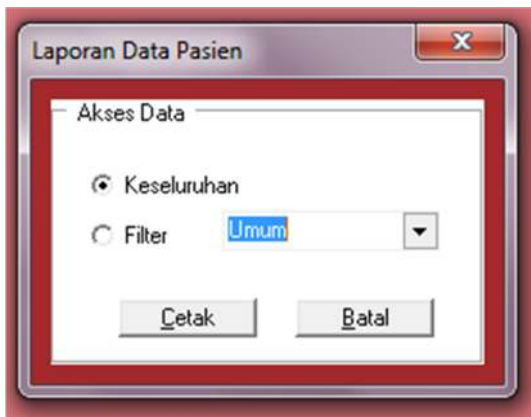 Laporan Data Pasien
Akses Data
Keseluruhan
Filter Umum
Cetak Batal